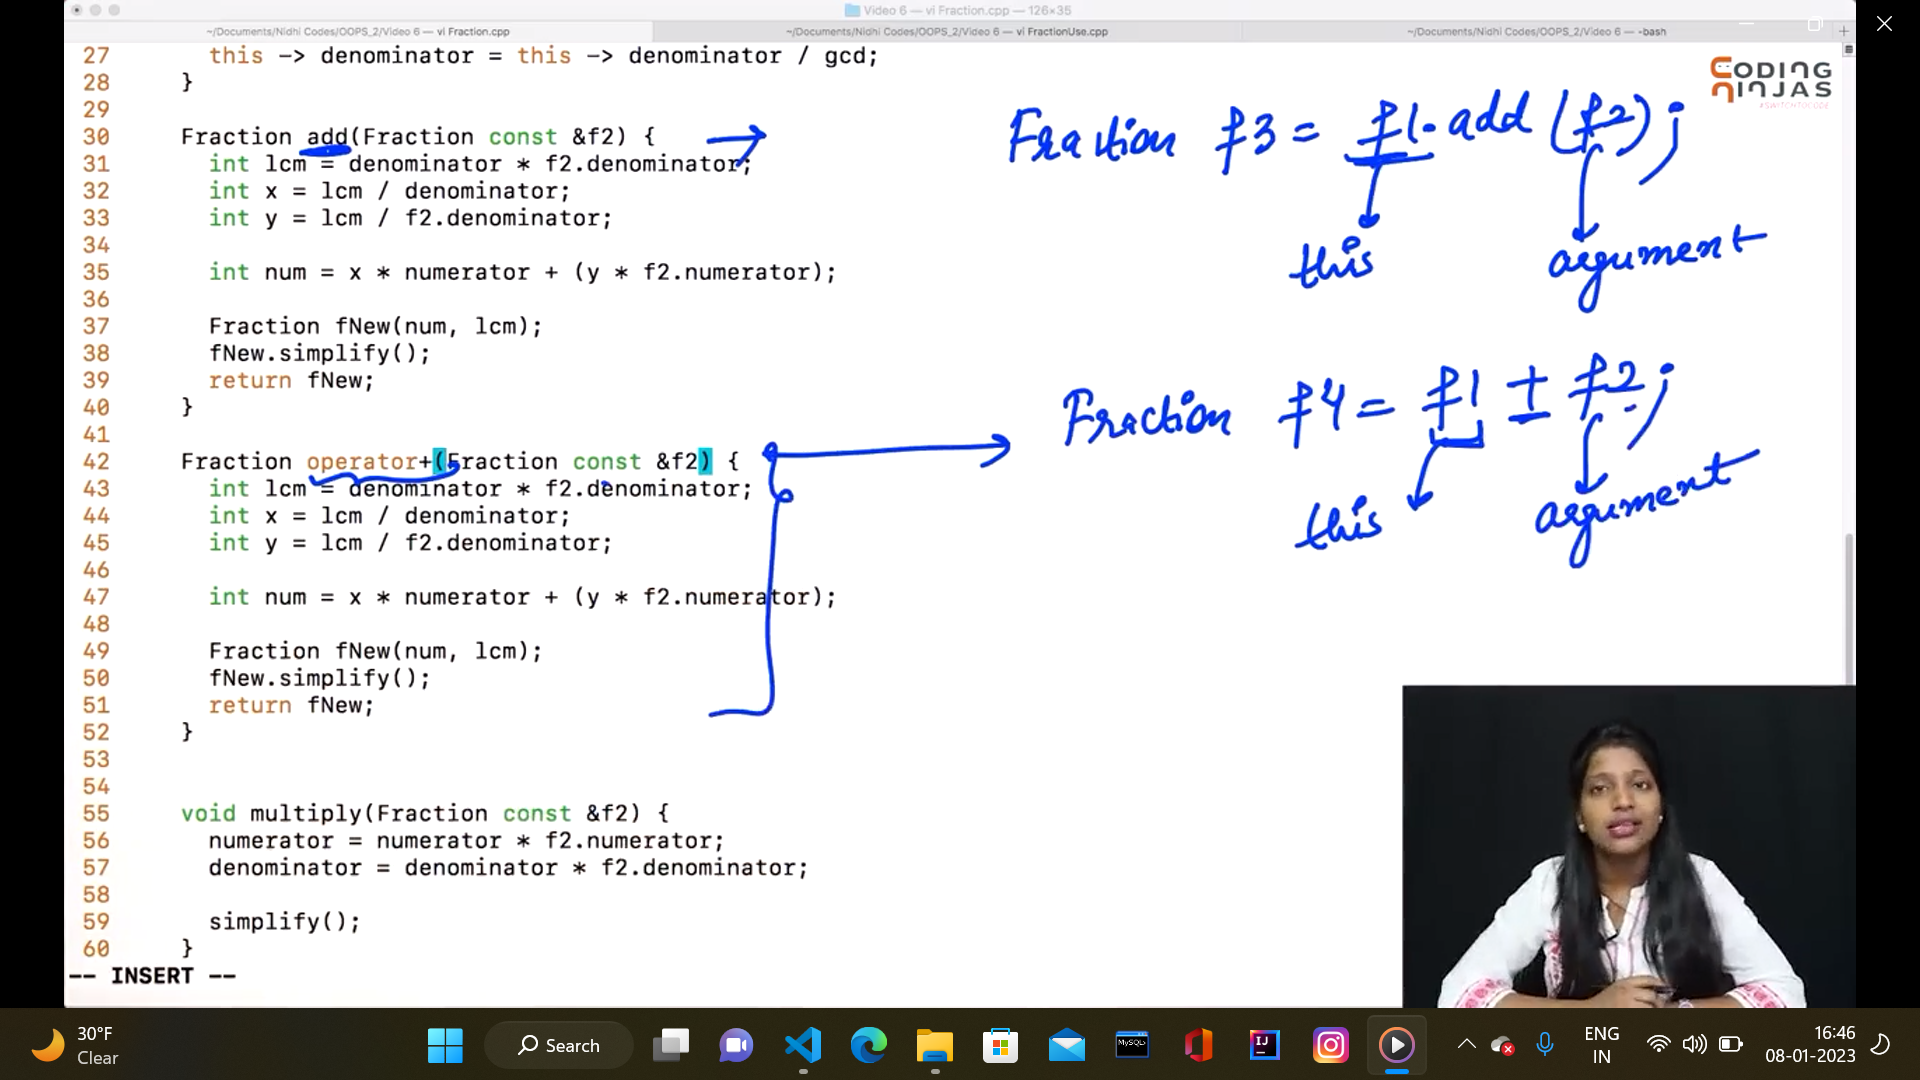 Video 6 — vi Fraction.cpp — 126×35
~/Documents/Nidhi Codes/OOPS_2/Video 6 — vi Fraction.cpp
~/Documents/Nidhi Codes/OOPS_2/Video 6 — vi FractionUse.cpp
~/Documents/Nidhi Codes/OOPS_2/Video 6 — -bash
27 this -> denominator = this -> denominator / gcd;
28 }
29
30 Fraction add(Fraction const &f2) {
31 int lcm = denominator * f2.denominator;
32 int x = lcm / denominator;
33 int y = lcm / f2.denominator;
34
35 int num = x * numerator + (y * f2.numerator);
36
37 Fraction fNew(num, lcm);
38 fNew.simplify();
39 return fNew;
40 }
41
42 Fraction operator+(Fraction const &f2) {
43 int lcm = denominator * f2.denominator;
44 int x = lcm / denominator;
45 int y = lcm / f2.denominator;
46
47 int num = x * numerator + (y * f2.numerator);
48
49 Fraction fNew(num, lcm);
50 fNew.simplify();
51 return fNew;
52 }
53
54
55 void multiply(Fraction const &f2) {
56 numerator = numerator * f2.numerator;
57 denominator = denominator * f2.denominator;
58
59 simplify();
60 }
-- INSERT --
CODING
NINJAS
#SWITCHTOCODE
Fraction f3 = f1.add (f2);
this
argument
Fraction f4 = f1 + f2;
this
argument
30°F
Clear
Search
MySQL
IJ
ENG
IN
16:46
08-01-2023